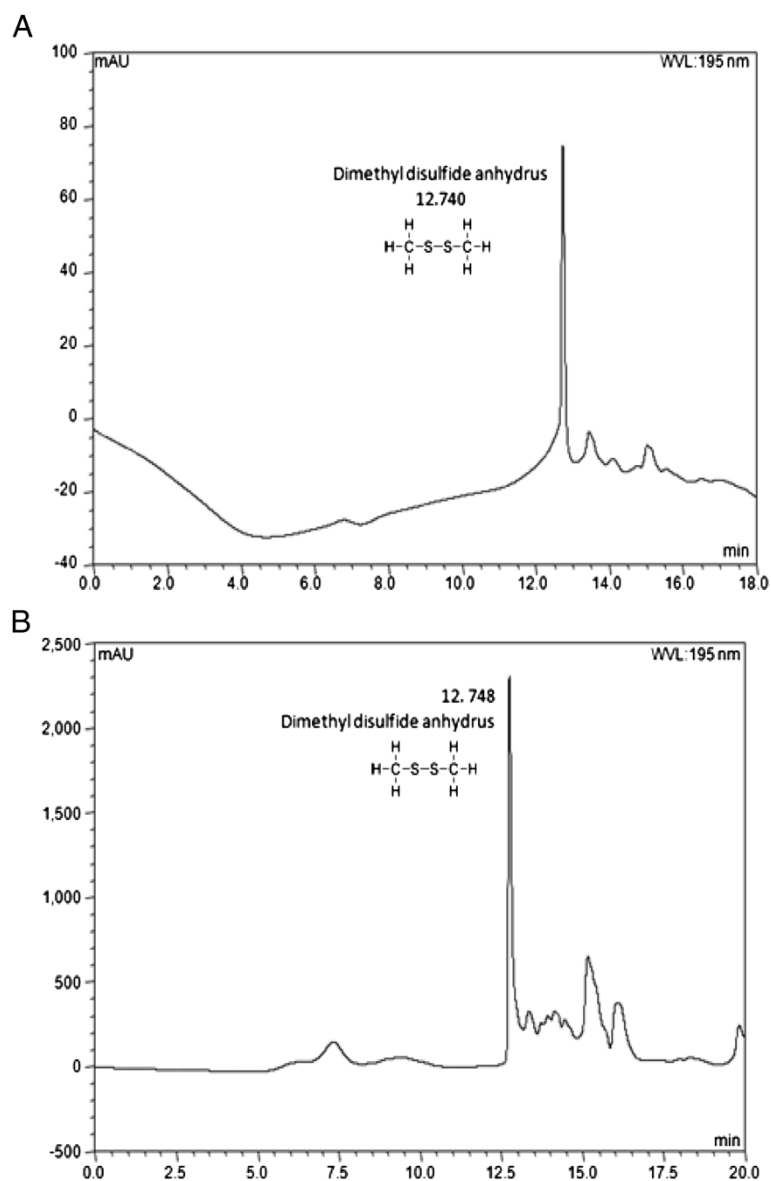 A
100
mAU
WVL:195 nm
80
Dimethyl disulfide anhydrus
60
12.740
H H
H-C-S-S-C-H
H H
40
20
0
-20
-40
min
0.0 2.0 4.0 6.0 8.0 10.0 12.0 14.0 16.0 18.0
B
2,500
mAU
WVL:195 nm
12. 748
2,000
Dimethyl disulfide anhydrus
H H
H-C-S-S-C-H
H H
1,500
1,000
500
0
-500
min
0.0 2.5 5.0 7.5 10.0 12.5 15.0 17.5 20.0